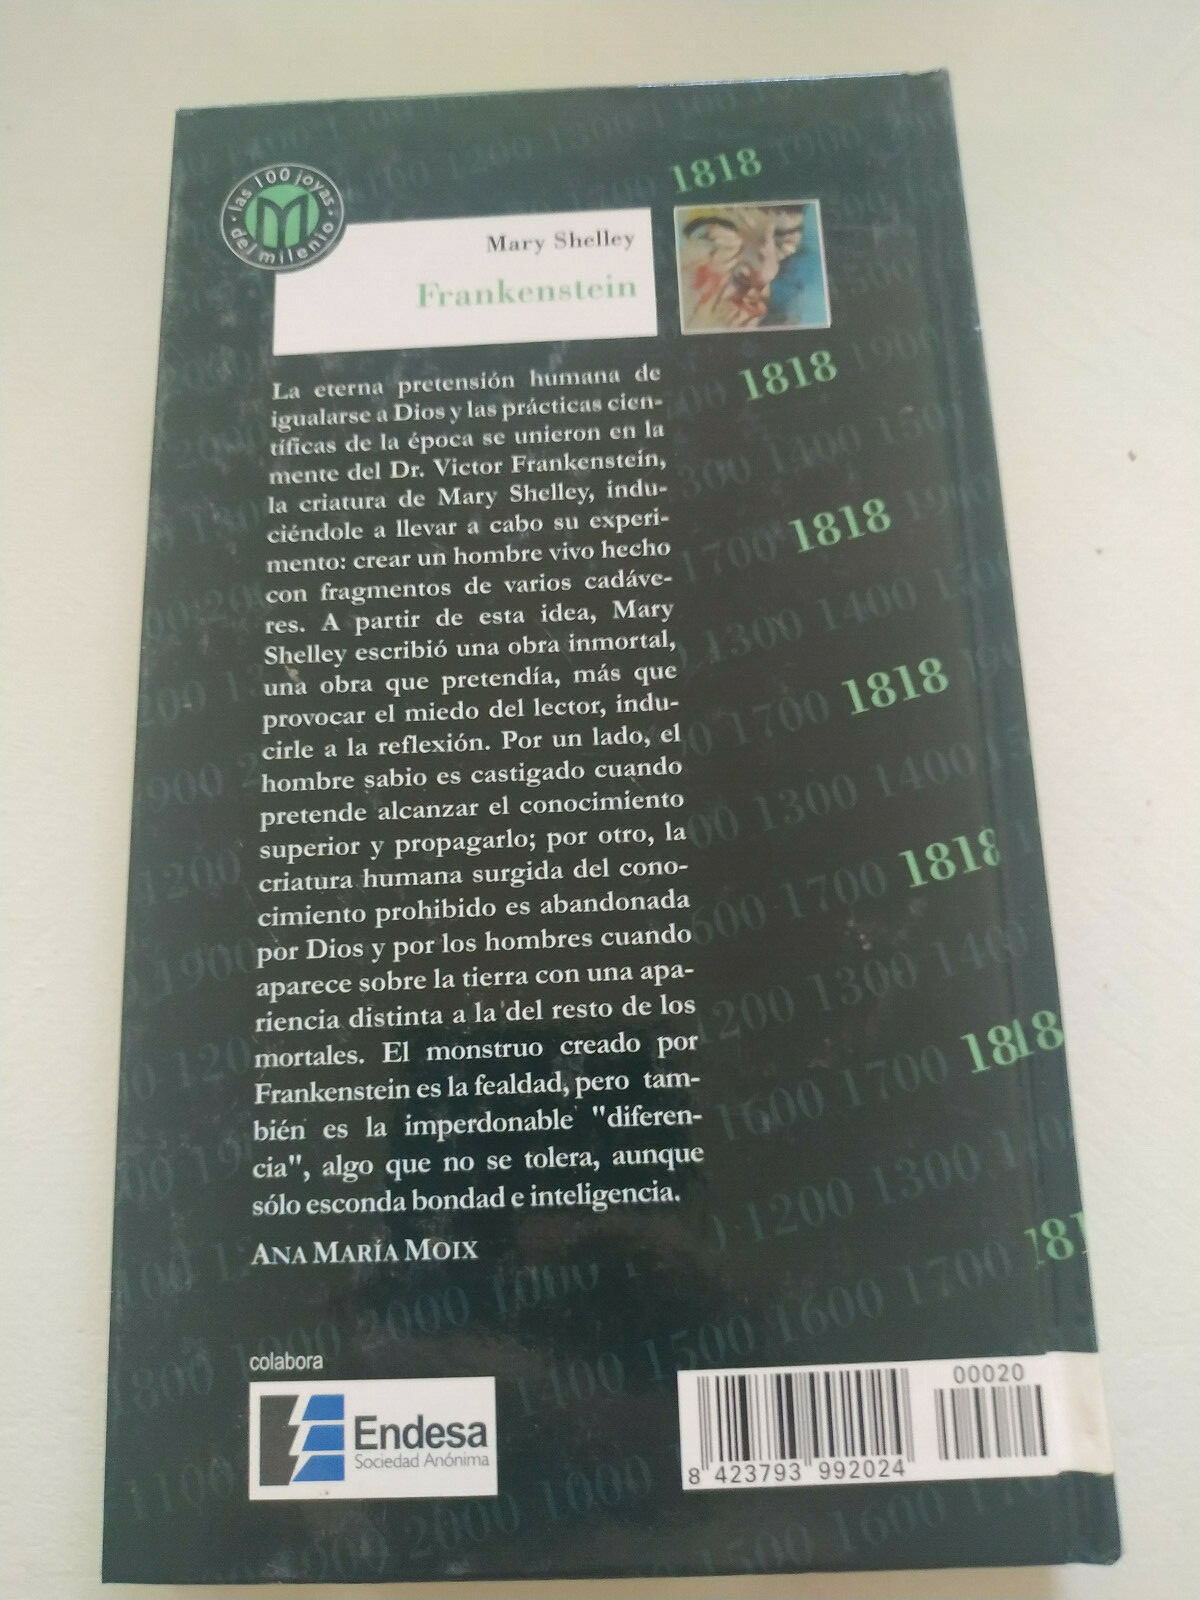 las 100 joyas
del milenio
M
1818
Mary Shelley
Frankenstein
La eterna pretensión humana de
igualarse a Dios y las prácticas cien-
tíficas de la época se unieron en la
mente del Dr. Victor Frankenstein,
la criatura de Mary Shelley, indu-
ciéndole a llevar a cabo su experi-
mento: crear un hombre vivo hecho
con fragmentos de varios cadáve-
res. A partir de esta idea, Mary
Shelley escribió una obra inmortal,
una obra que pretendía, más que
provocar el miedo del lector, indu-
cirle a la reflexión. Por un lado, el
hombre sabio es castigado cuando
pretende alcanzar el conocimiento
superior y propagarlo; por otro, la
criatura humana surgida del cono-
cimiento prohibido es abandonada
por Dios y por los hombres cuando
aparece sobre la tierra con una apa-
riencia distinta a la del resto de los
mortales. El monstruo creado por
Frankenstein es la fealdad, pero tam-
bién es la imperdonable "diferen-
cia", algo que no se tolera, aunque
sólo esconda bondad e inteligencia.
ANA MARÍA MOIX
1818
1818
1818
1818
1818
181
colabora
Endesa
Sociedad Anónima
00020
8 423793 992024